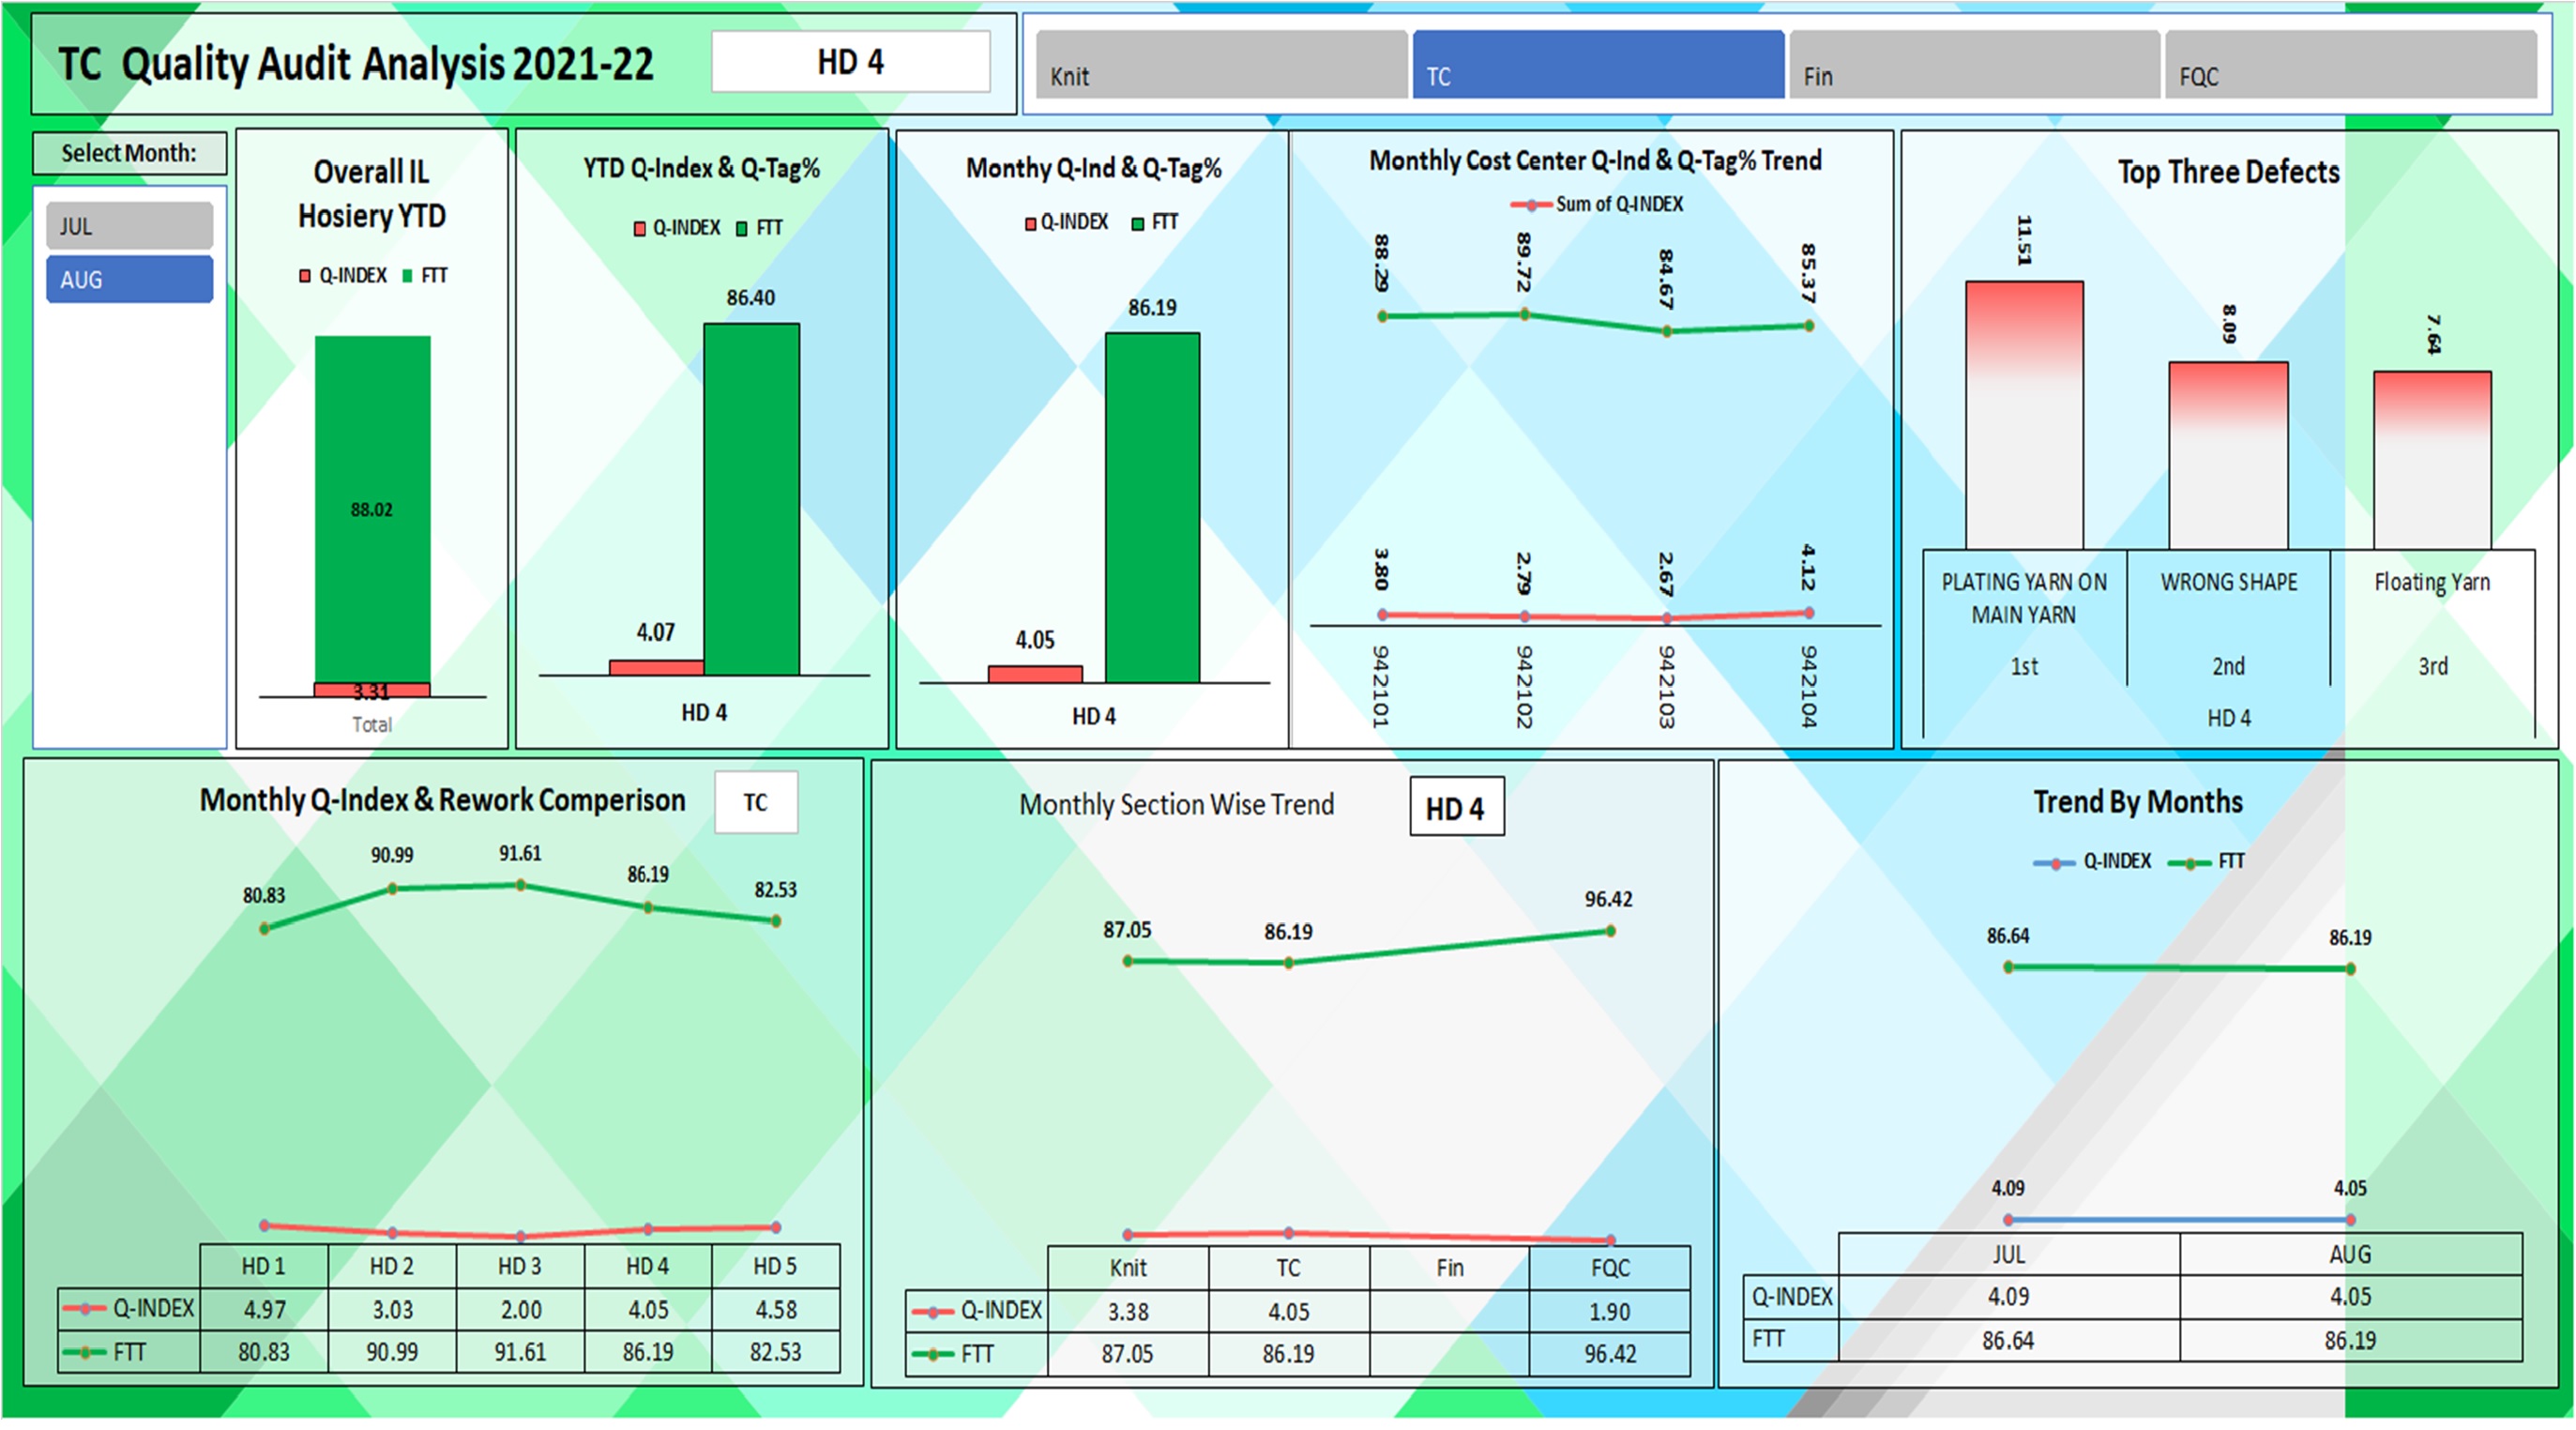 TC Quality Audit Analysis 2021-22
HD 4
Knit
TC
Fin
FQC
Select Month:
JUL
AUG
Overall IL
Hosiery YTD
Q-INDEX FTT
88.02
3.31
Total
YTD Q-Index & Q-Tag%
Q-INDEX FTT
86.40
4.07
HD 4
Monthy Q-Ind & Q-Tag%
Q-INDEX FTT
86.19
4.05
HD 4
Monthly Cost Center Q-Ind & Q-Tag% Trend
Sum of Q-INDEX
88.29 89.72 84.67 85.37
3.80 2.79 2.67 4.12
942101 942102 942103 942104
Top Three Defects
11.51 8.09 7.64
PLATING YARN ON
MAIN YARN
WRONG SHAPE
Floating Yarn
1st 2nd 3rd
HD 4
Monthly Q-Index & Rework Comperison
TC
80.83 90.99 91.61 86.19 82.53
HD 1 HD 2 HD 3 HD 4 HD 5
Q-INDEX 4.97 3.03 2.00 4.05 4.58
FTT 80.83 90.99 91.61 86.19 82.53
Monthly Section Wise Trend
HD 4
87.05 86.19 96.42
Knit TC Fin FQC
Q-INDEX 3.38 4.05 1.90
FTT 87.05 86.19 96.42
Trend By Months
Q-INDEX FTT
86.64 86.19
4.09 4.05
JUL AUG
Q-INDEX 4.09 4.05
FTT 86.64 86.19